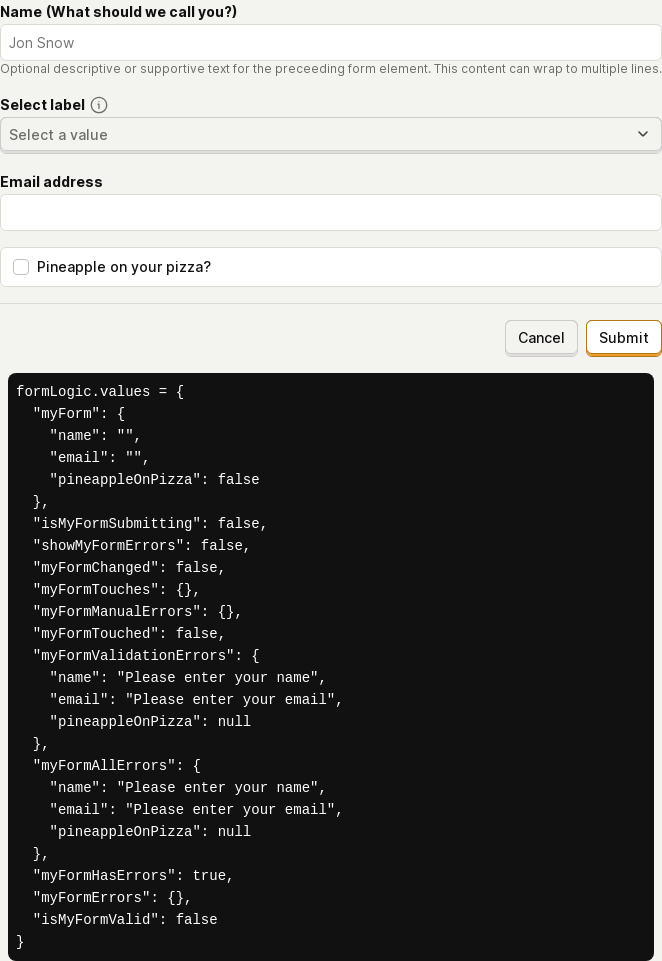 Name (What should we call you?)
Jon Snow
Optional descriptive or supportive text for the preceeding form element. This content can wrap to multiple lines.
Select label
Select a value
Email address
Pineapple on your pizza?
Cancel Submit
formLogic.values = {
  "myForm": {
    "name": "",
    "email": "",
    "pineappleOnPizza": false
  },
  "isMyFormSubmitting": false,
  "showMyFormErrors": false,
  "myFormChanged": false,
  "myFormTouches": {},
  "myFormManualErrors": {},
  "myFormTouched": false,
  "myFormValidationErrors": {
    "name": "Please enter your name",
    "email": "Please enter your email",
    "pineappleOnPizza": null
  },
  "myFormAllErrors": {
    "name": "Please enter your name",
    "email": "Please enter your email",
    "pineappleOnPizza": null
  },
  "myFormHasErrors": true,
  "myFormErrors": {},
  "isMyFormValid": false
}